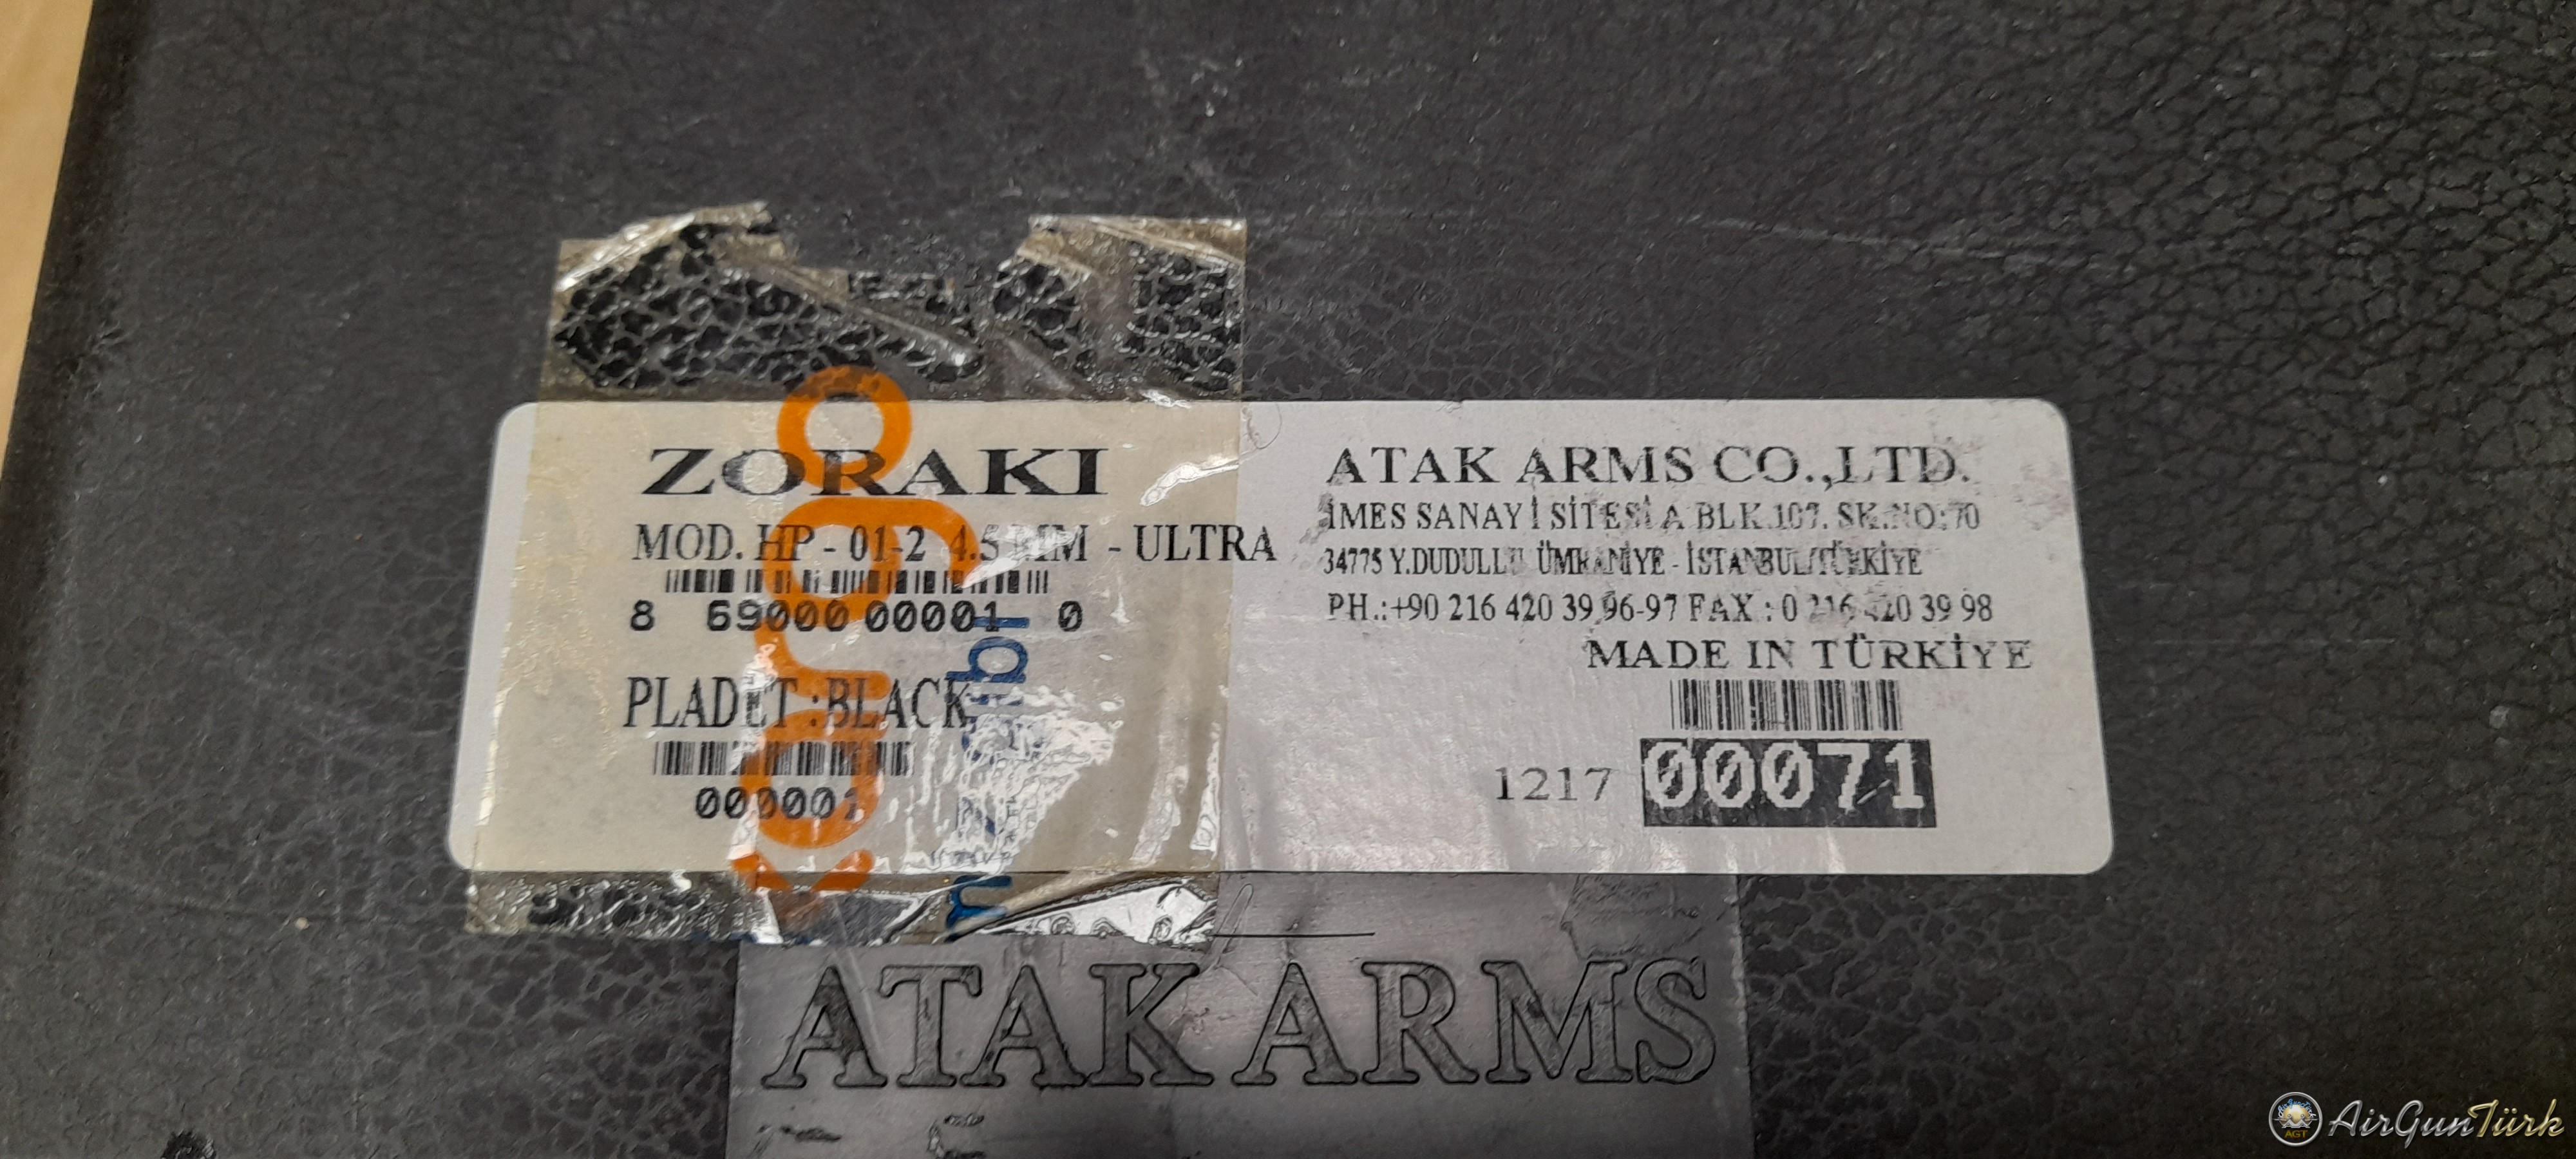 ZORAKI
MOD. HP - 01-2 4.5 MM - ULTRA
8 69000 00001 0
PLADET :BLACK
000001
ATAK ARMS CO.,LTD.
İMES SANAYİ SİTESİ A BLK.107. SK.NO:70
34775 Y.DUDULLU ÜMRANİYE - İSTANBUL/TÜRKİYE
PH.:+90 216 420 39 96-97 FAX : 0 216 420 39 98
MADE IN TÜRKİYE
1217 00071
cargo
ATAK ARMS
AirGunTürk
AGT